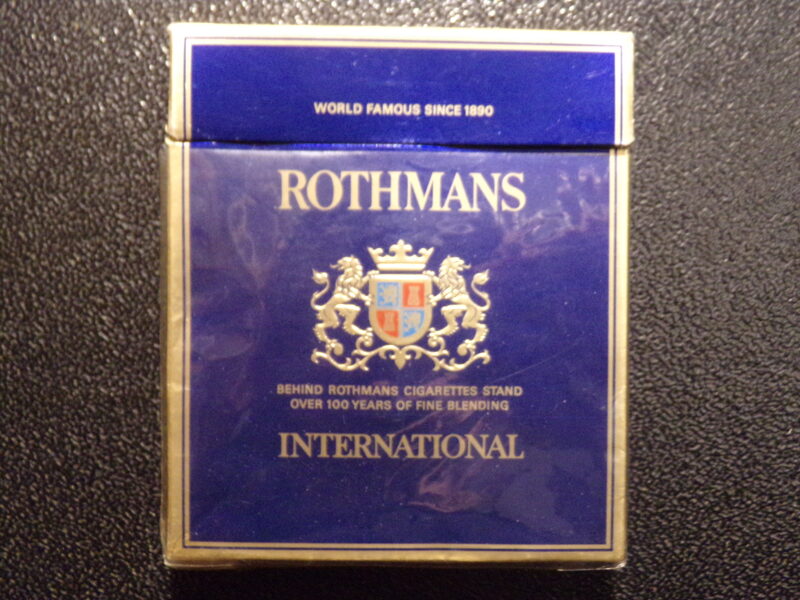 WORLD FAMOUS SINCE 1890
ROTHMANS
BEHIND ROTHMANS CIGARETTES STAND
OVER 100 YEARS OF FINE BLENDING
INTERNATIONAL